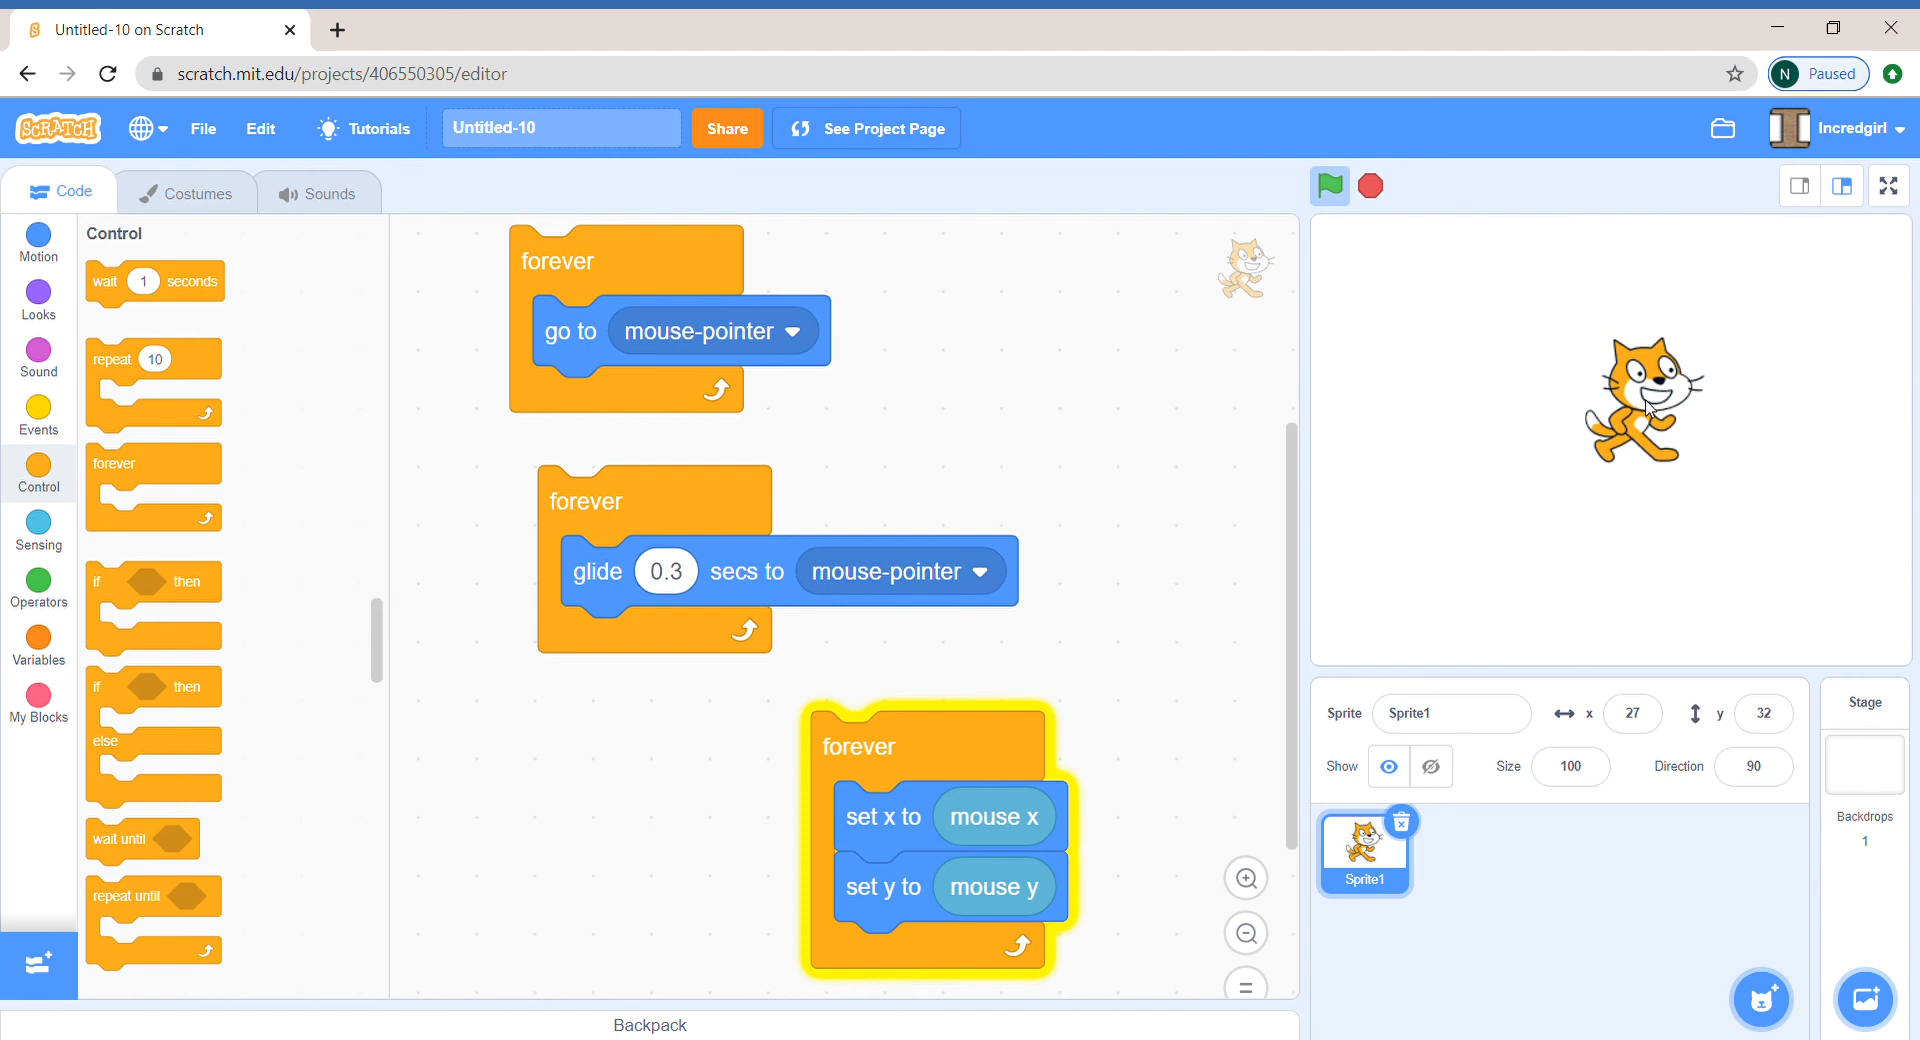 Untitled-10 on Scratch
scratch.mit.edu/projects/406550305/editor
N Paused
SCRATCH File Edit Tutorials Untitled-10 Share See Project Page Incredgirl
Code Costumes Sounds
Motion
Looks
Sound
Events
Control
Sensing
Operators
Variables
My Blocks
Control
wait 1 seconds
repeat 10
forever
if then
if then
else
wait until
repeat until
forever
go to mouse-pointer
forever
glide 0.3 secs to mouse-pointer
forever
set x to mouse x
set y to mouse y
Backpack
Sprite Sprite1 x 27 y 32
Show Size 100 Direction 90
Sprite1
Stage
Backdrops
1